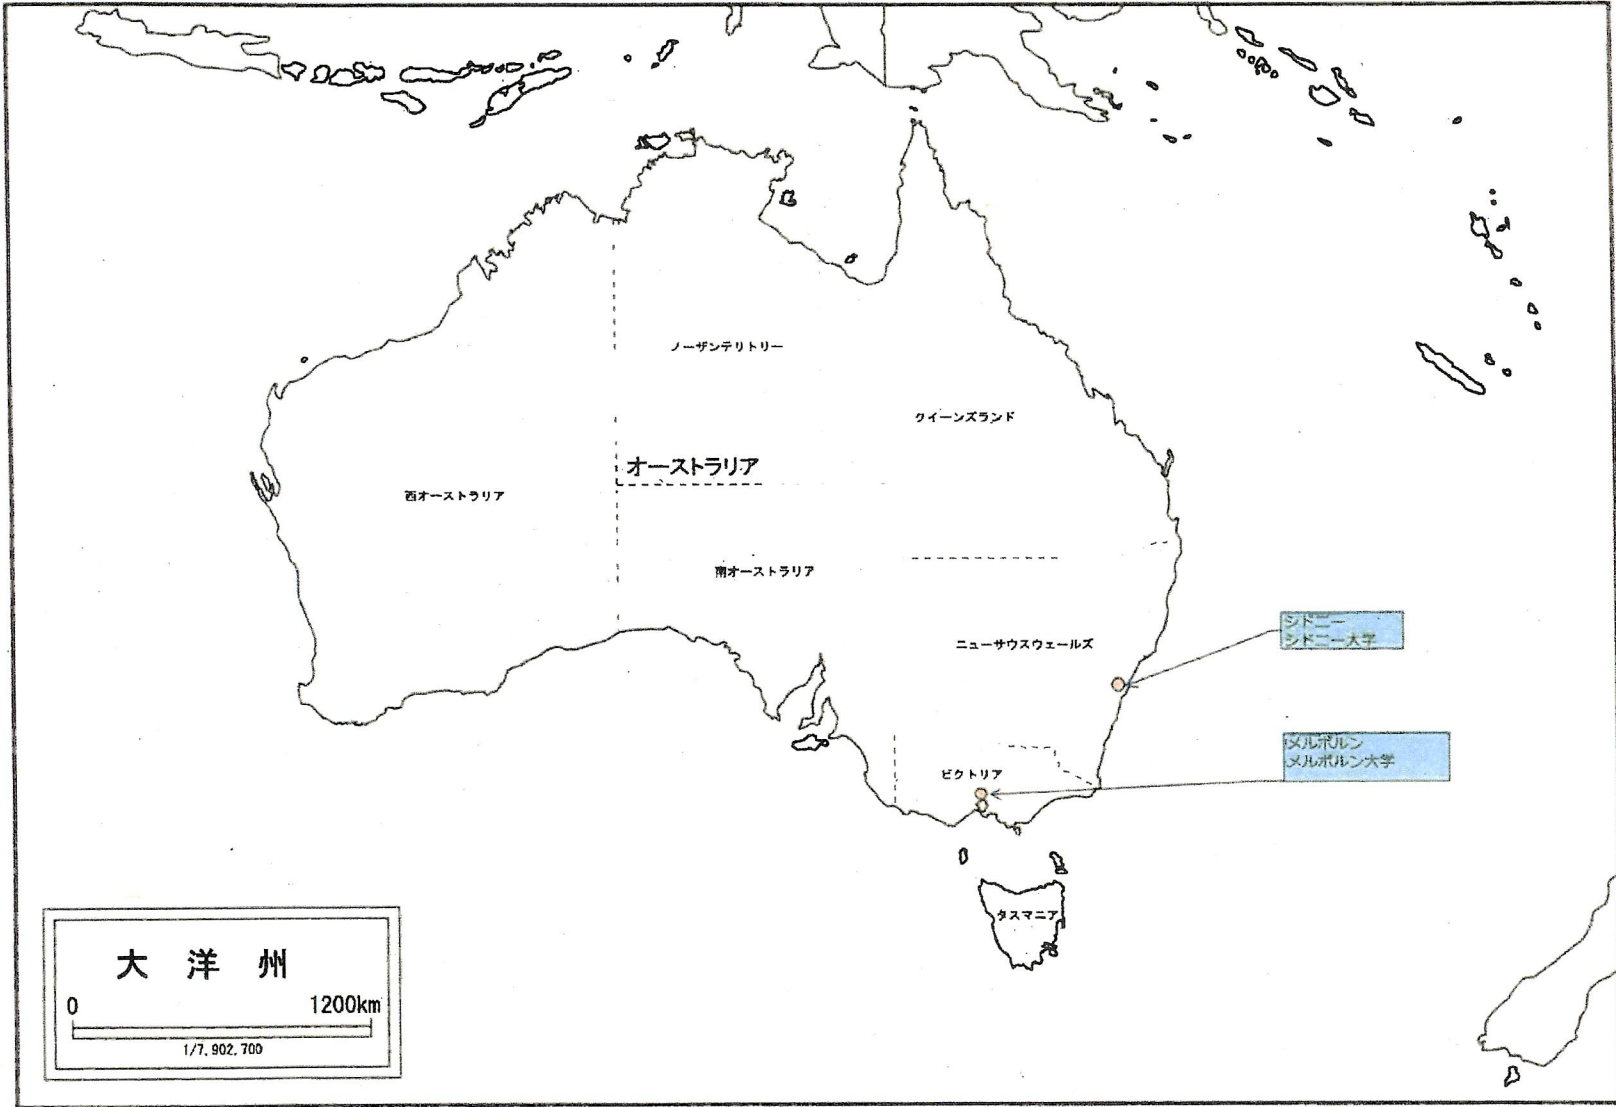 ノーザンテリトリー
クイーンズランド
オーストラリア
西オーストラリア
南オーストラリア
ニューサウスウェールズ
シドニー
シドニー大学
メルボルン
メルボルン大学
ビクトリア
タスマニア
大洋州
0 1200km
1/7,902,700